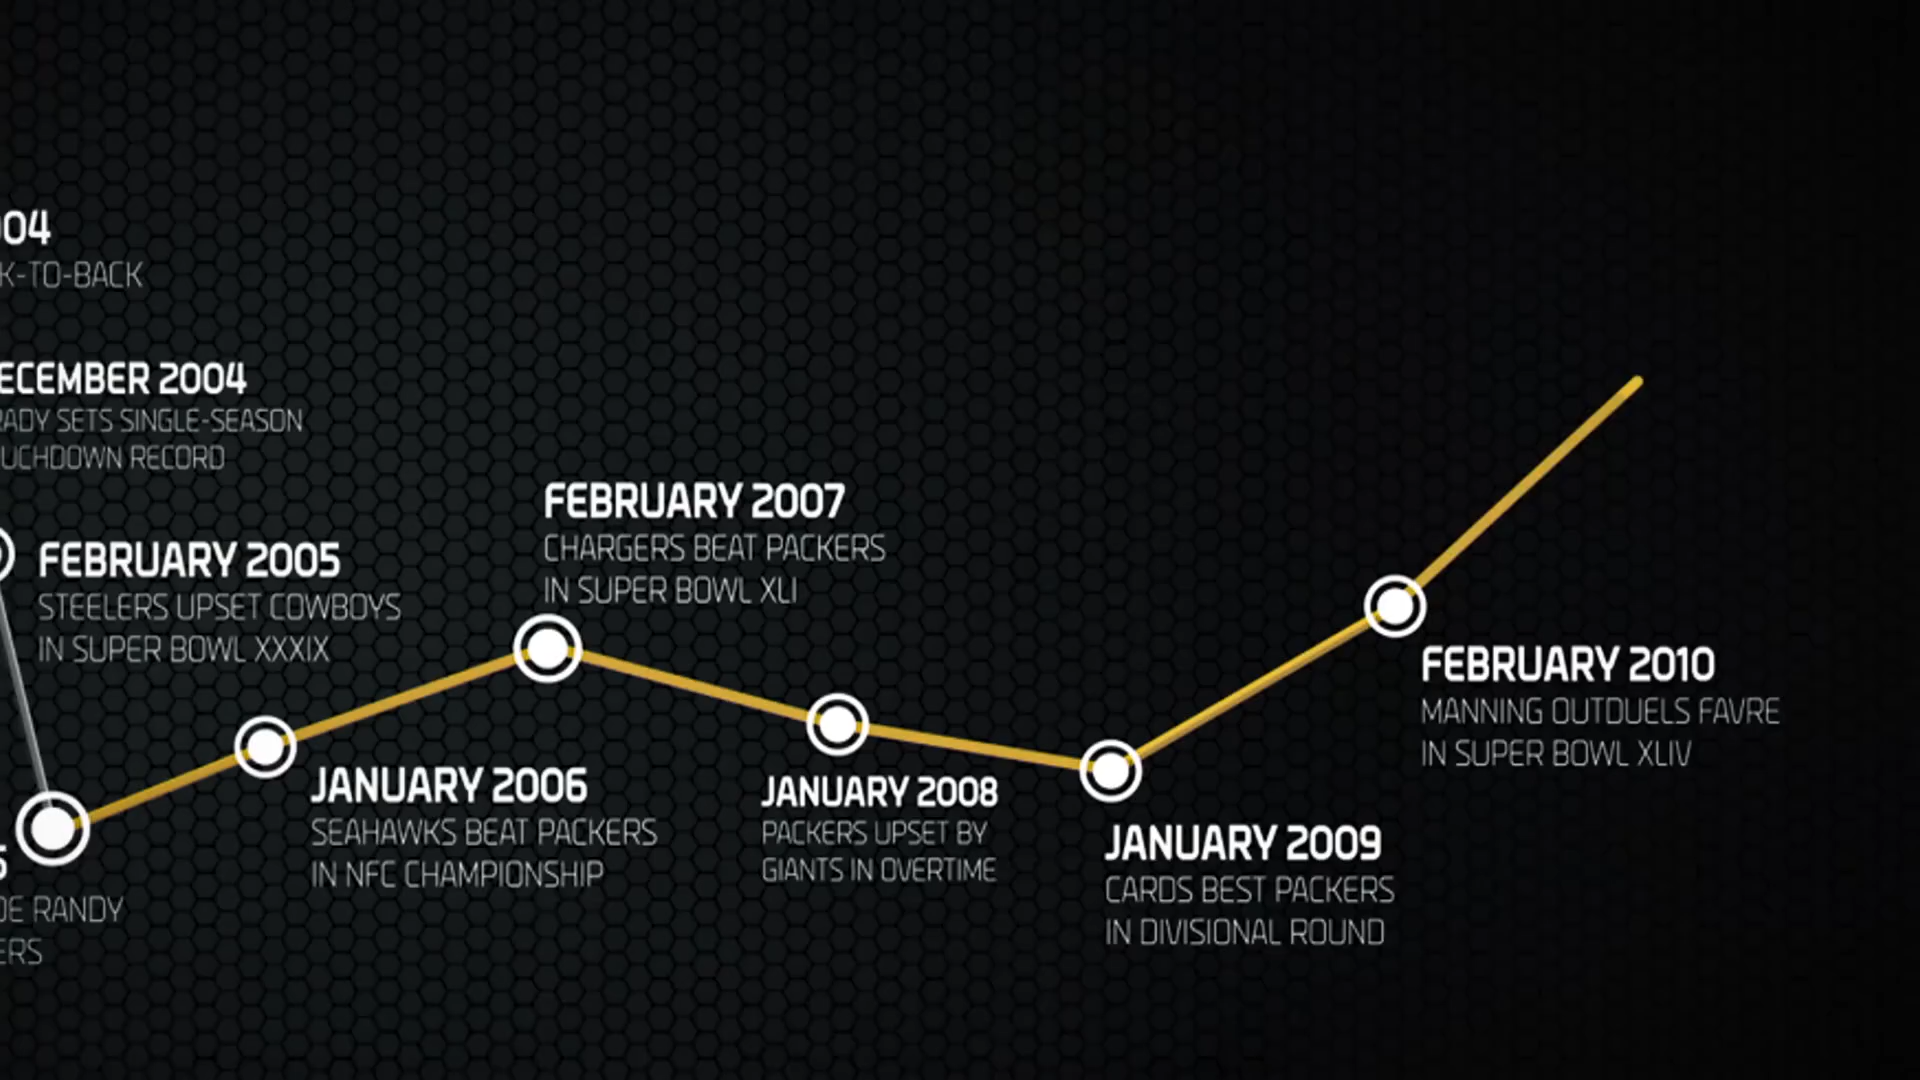 004
K-TO-BACK
ECEMBER 2004
RADY SETS SINGLE-SEASON
UCHDOWN RECORD
FEBRUARY 2005
STEELERS UPSET COWBOYS
IN SUPER BOWL XXXIX
5
DE RANDY
ERS
JANUARY 2006
SEAHAWKS BEAT PACKERS
IN NFC CHAMPIONSHIP
FEBRUARY 2007
CHARGERS BEAT PACKERS
IN SUPER BOWL XLI
JANUARY 2008
PACKERS UPSET BY
GIANTS IN OVERTIME
JANUARY 2009
CARDS BEST PACKERS
IN DIVISIONAL ROUND
FEBRUARY 2010
MANNING OUTDUELS FAVRE
IN SUPER BOWL XLIV